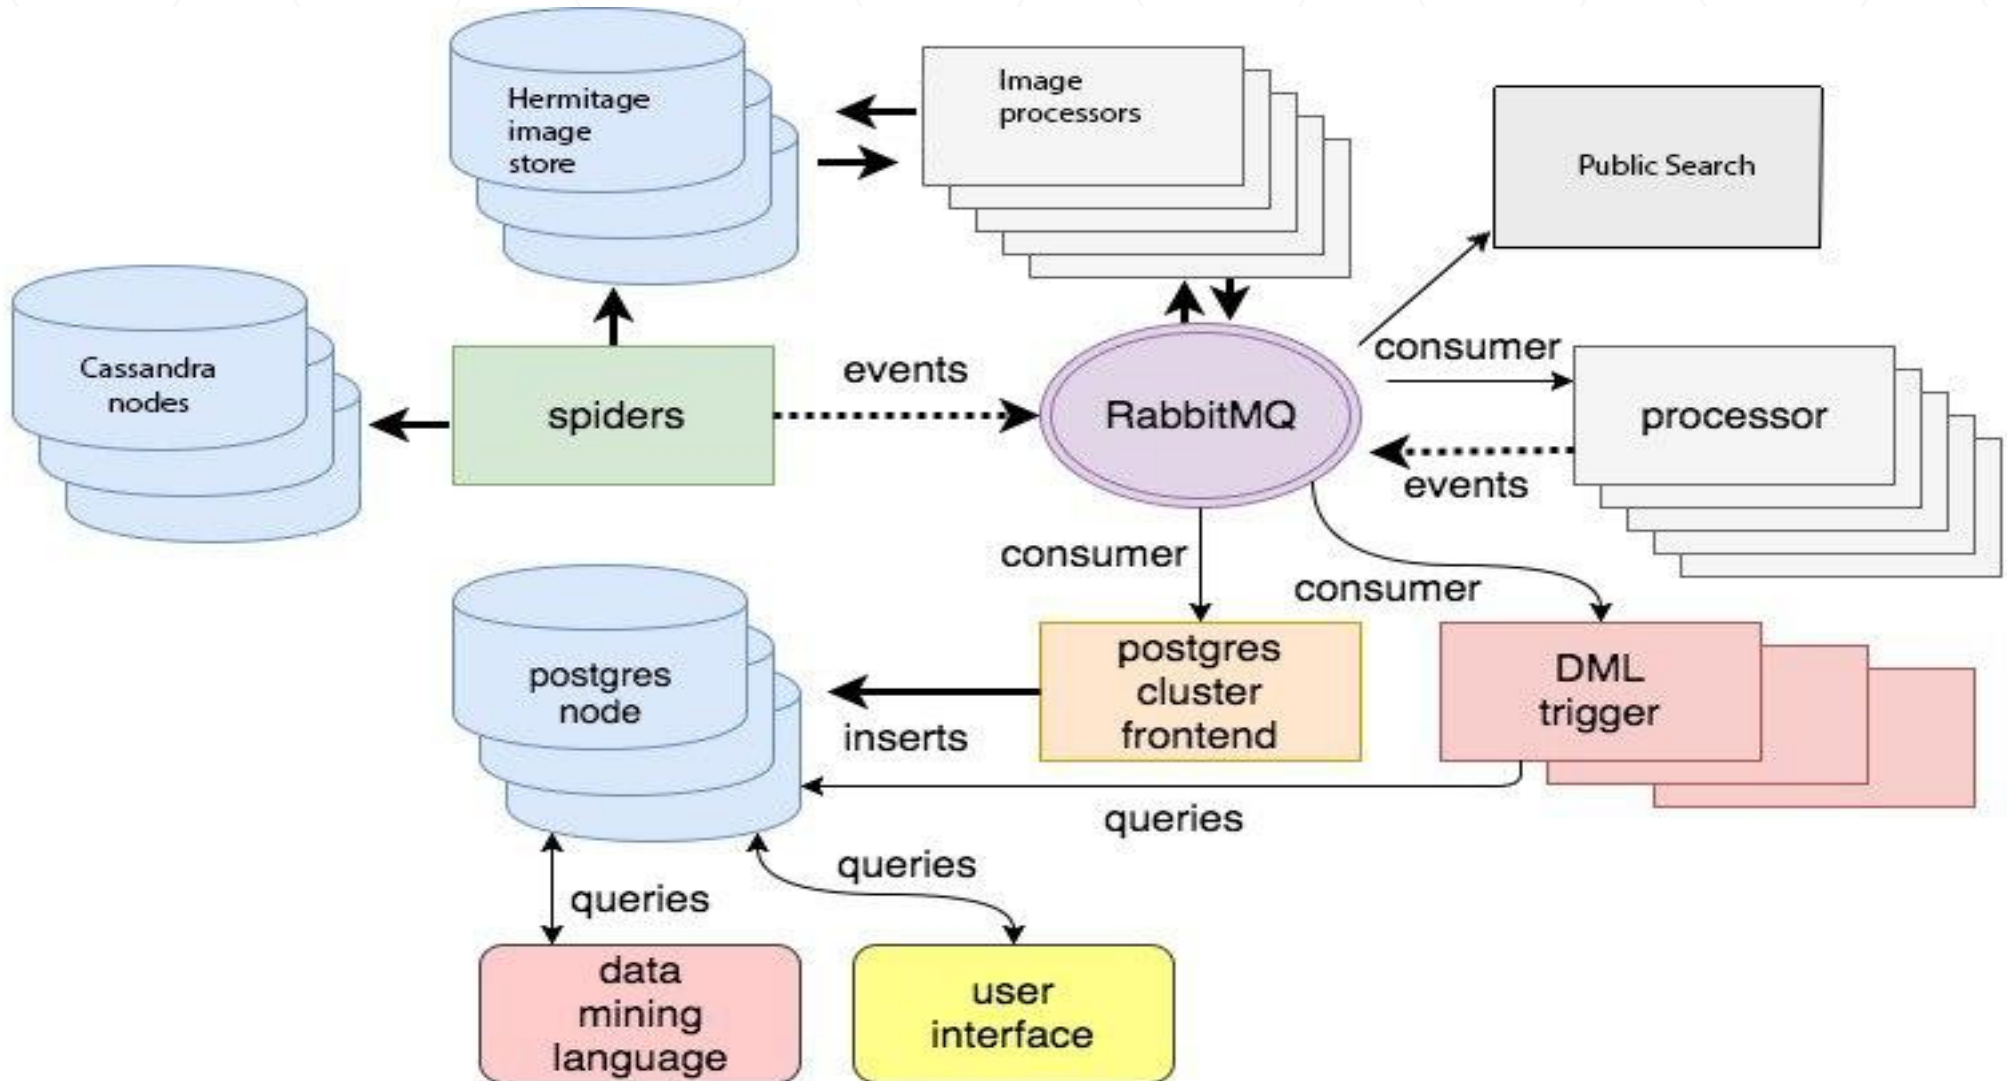 Hermitage
image
store
Image
processors
Public Search
Cassandra
nodes
spiders
events
RabbitMQ
consumer
processor
events
consumer
consumer
postgres
node
inserts
postgres
cluster
frontend
DML
trigger
queries
queries
queries
data
mining
language
user
interface